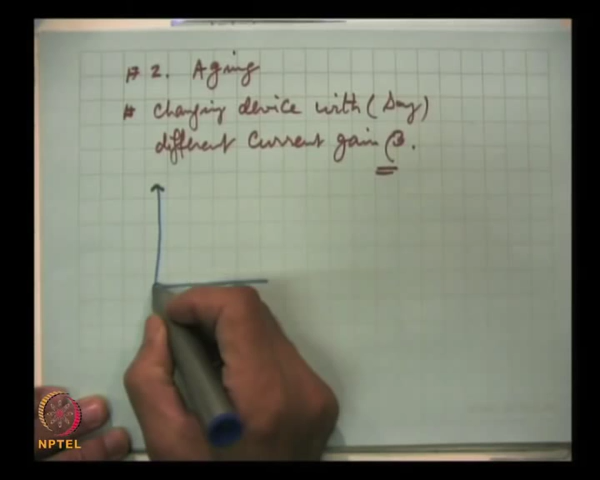 # 2. Aging
# changing device with (Say)
different current gain β.
NPTEL